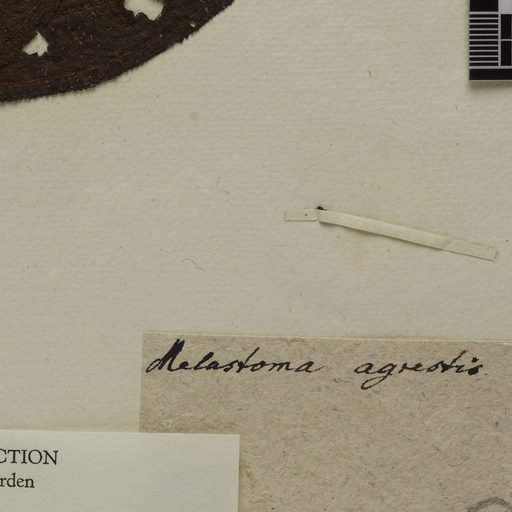 Melastoma agrestis
CTION
rden